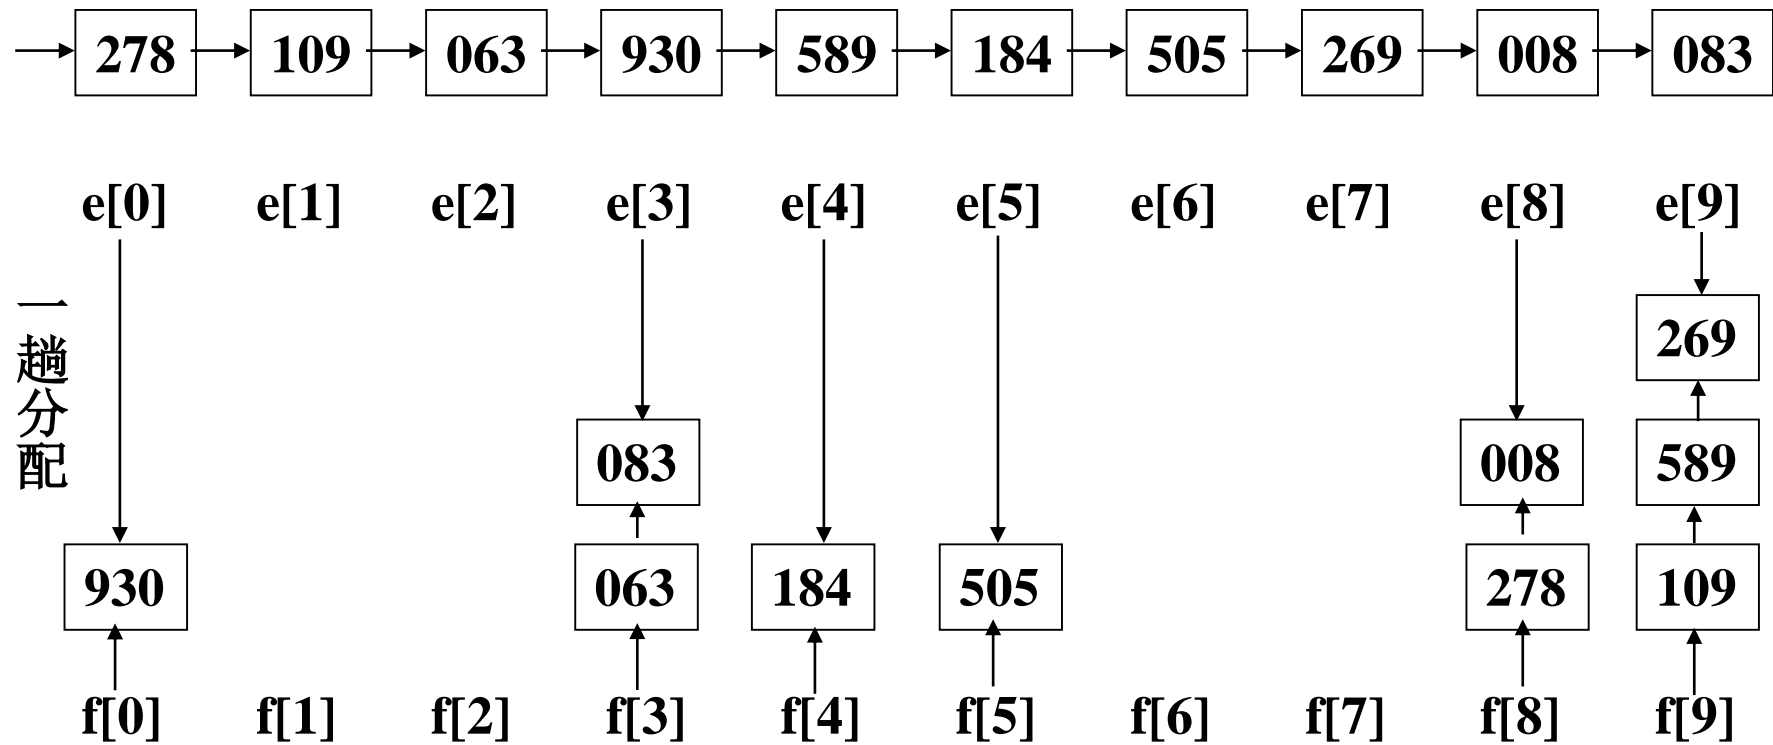 278 109 063 930 589 184 505 269 008 083
e[0] e[1] e[2] e[3] e[4] e[5] e[6] e[7] e[8] e[9]
一趟分配
269
083 008 589
930 063 184 505 278 109
f[0] f[1] f[2] f[3] f[4] f[5] f[6] f[7] f[8] f[9]